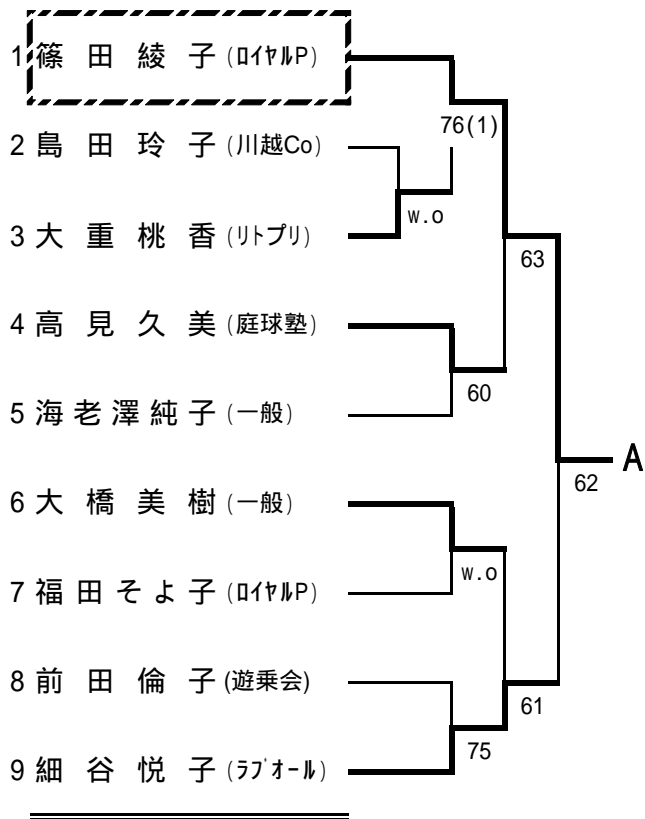 1 篠田綾子 (ﾛｲﾔﾙP)
76(1)
2 島田玲子 (川越Co)
w.o
3 大重桃香 (ﾘﾄﾌﾟﾘ)
63
4 高見久美 (庭球塾)
60
5 海老澤純子 (一般)
A
62
6 大橋美樹 (一般)
w.o
7 福田そよ子 (ﾛｲﾔﾙP)
8 前田倫子 (遊乗会)
61
75
9 細谷悦子 (ﾗﾌﾞｵｰﾙ)